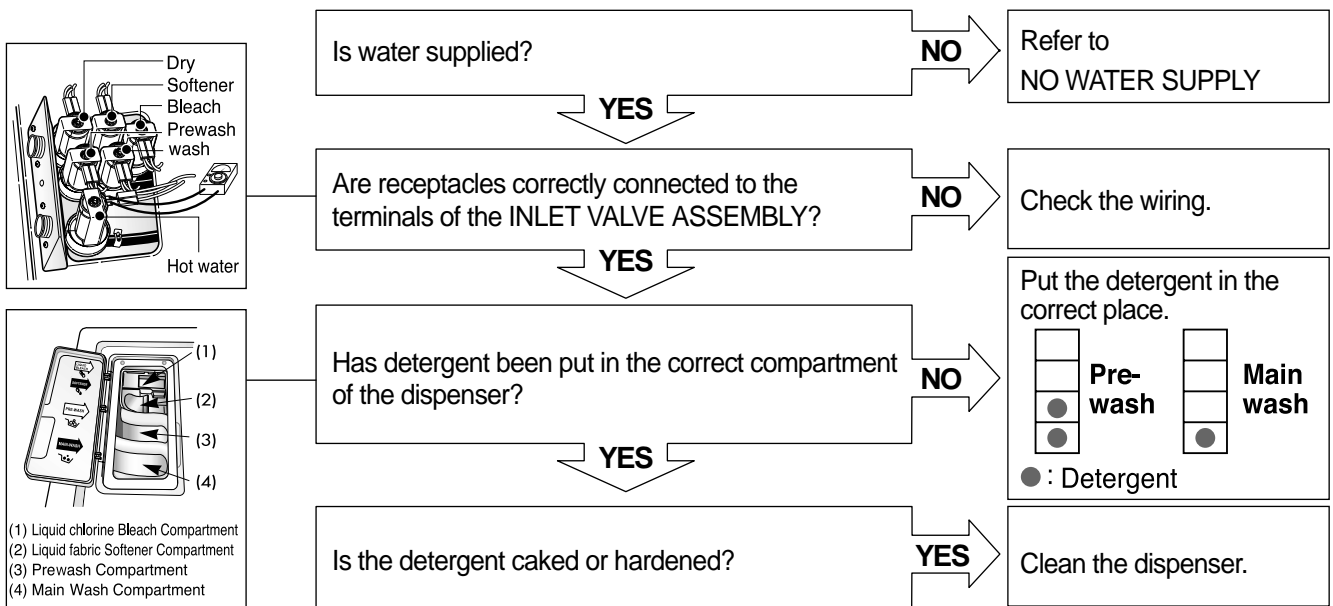 Is water supplied?
NO
Refer to
NO WATER SUPPLY
YES
Dry
Softener
Bleach
Prewash
wash
Hot water
Are receptacles correctly connected to the
terminals of the INLET VALVE ASSEMBLY?
NO
Check the wiring.
YES
(1)
(2)
(3)
(4)
(1) Liquid chlorine Bleach Compartment
(2) Liquid fabric Softener Compartment
(3) Prewash Compartment
(4) Main Wash Compartment
PRE-WASH
Has detergent been put in the correct compartment
of the dispenser?
NO
Put the detergent in the
correct place.
Pre-
wash
Main
wash
: Detergent
YES
Is the detergent caked or hardened?
YES
Clean the dispenser.